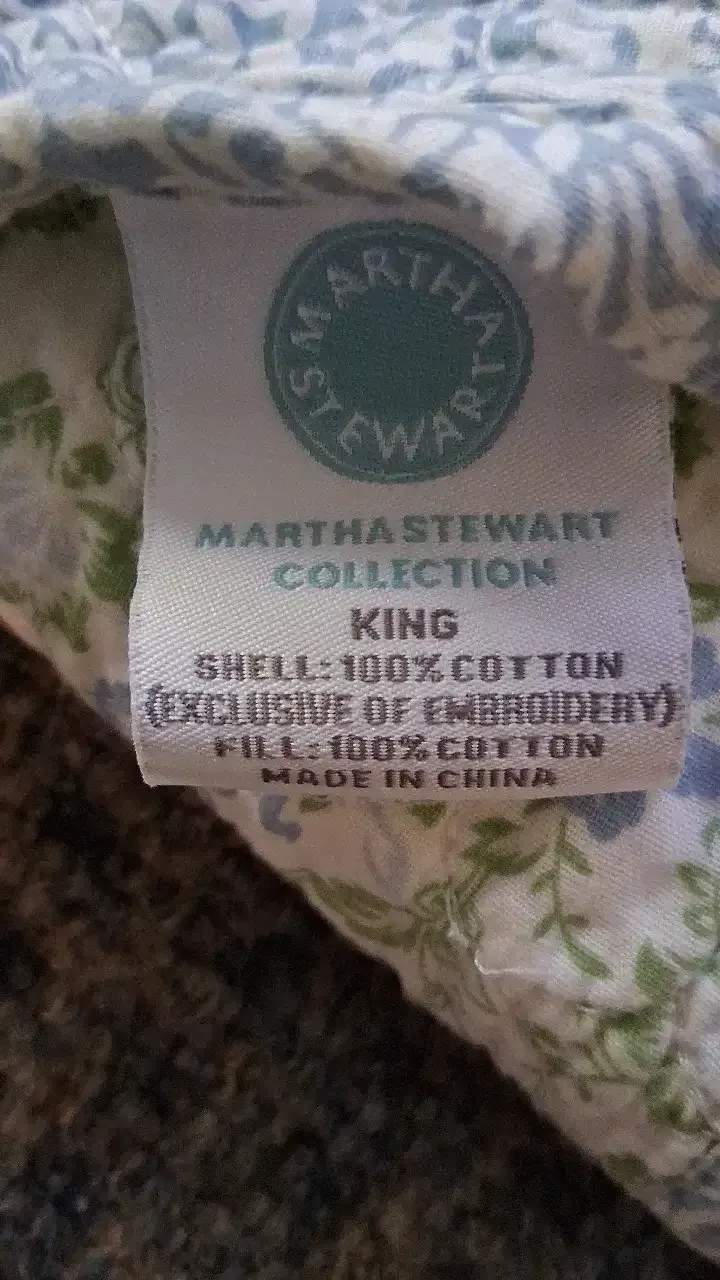 MARTHA
STEWART
MARTHA STEWART
COLLECTION
KING
SHELL: 100% COTTON
(EXCLUSIVE OF EMBROIDERY)
FILL: 100% COTTON
MADE IN CHINA